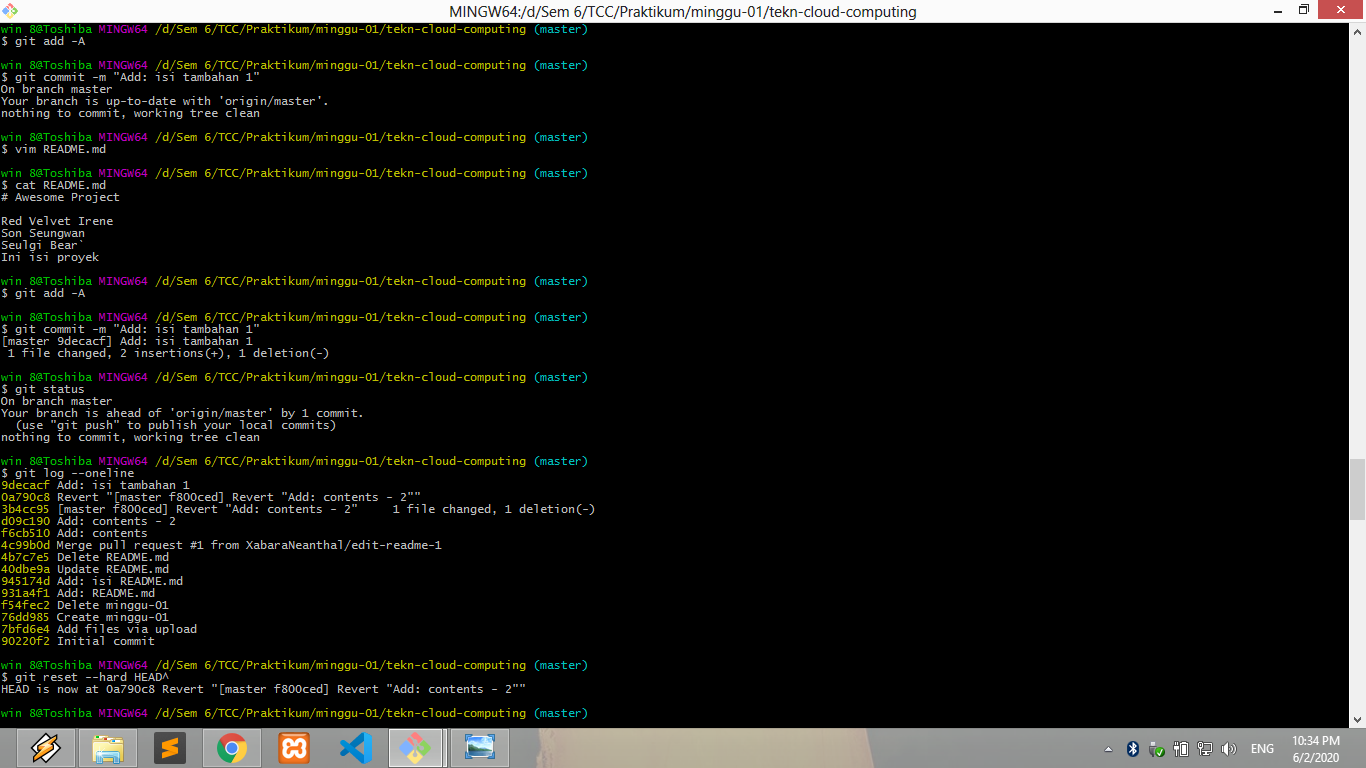 MINGW64:/d/Sem 6/TCC/Praktikum/minggu-01/tekn-cloud-computing
win 8@Toshiba MINGW64 /d/Sem 6/TCC/Praktikum/minggu-01/tekn-cloud-computing (master)
$ git add -A
win 8@Toshiba MINGW64 /d/Sem 6/TCC/Praktikum/minggu-01/tekn-cloud-computing (master)
$ git commit -m "Add: isi tambahan 1"
On branch master
Your branch is up-to-date with 'origin/master'.
nothing to commit, working tree clean
win 8@Toshiba MINGW64 /d/Sem 6/TCC/Praktikum/minggu-01/tekn-cloud-computing (master)
$ vim README.md
win 8@Toshiba MINGW64 /d/Sem 6/TCC/Praktikum/minggu-01/tekn-cloud-computing (master)
$ cat README.md
# Awesome Project
Red Velvet Irene
Son Seungwan
Seulgi Bear`
Ini isi proyek
win 8@Toshiba MINGW64 /d/Sem 6/TCC/Praktikum/minggu-01/tekn-cloud-computing (master)
$ git add -A
win 8@Toshiba MINGW64 /d/Sem 6/TCC/Praktikum/minggu-01/tekn-cloud-computing (master)
$ git commit -m "Add: isi tambahan 1"
[master 9decacf] Add: isi tambahan 1
1 file changed, 2 insertions(+), 1 deletion(-)
win 8@Toshiba MINGW64 /d/Sem 6/TCC/Praktikum/minggu-01/tekn-cloud-computing (master)
$ git status
On branch master
Your branch is ahead of 'origin/master' by 1 commit.
(use "git push" to publish your local commits)
nothing to commit, working tree clean
win 8@Toshiba MINGW64 /d/Sem 6/TCC/Praktikum/minggu-01/tekn-cloud-computing (master)
$ git log --oneline
9decacf Add: isi tambahan 1
0a790c8 Revert "[master f800ced] Revert "Add: contents - 2""
3b4cc95 [master f800ced] Revert "Add: contents - 2"     1 file changed, 1 deletion(-)
d09c190 Add: contents - 2
f6cb510 Add: contents
4c99b0d Merge pull request #1 from XabaraNeanthal/edit-readme-1
4b7c7e5 Delete README.md
40dbe9a Update README.md
945174d Add: isi README.md
931a4f1 Add: README.md
f54fec2 Delete minggu-01
76dd985 Create minggu-01
7bfd6e4 Add files via upload
90220f2 Initial commit
win 8@Toshiba MINGW64 /d/Sem 6/TCC/Praktikum/minggu-01/tekn-cloud-computing (master)
$ git reset --hard HEAD^
HEAD is now at 0a790c8 Revert "[master f800ced] Revert "Add: contents - 2""
win 8@Toshiba MINGW64 /d/Sem 6/TCC/Praktikum/minggu-01/tekn-cloud-computing (master)
ENG
10:34 PM
6/2/2020